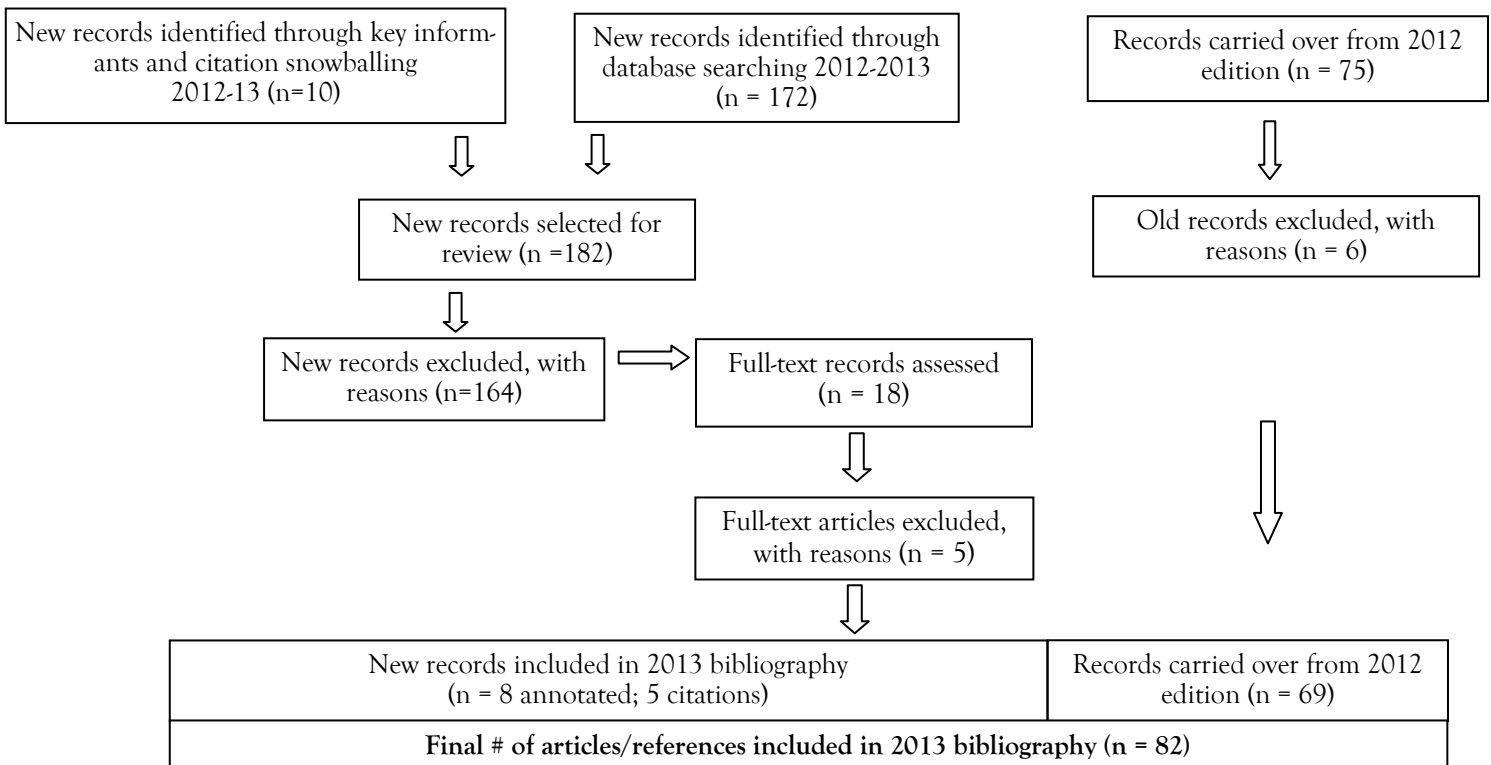 New records identified through key inform-
ants and citation snowballing
2012-13 (n=10)
New records identified through
database searching 2012-2013
(n = 172)
Records carried over from 2012
edition (n = 75)
New records selected for
review (n =182)
Old records excluded, with
reasons (n = 6)
New records excluded, with
reasons (n=164)
Full-text records assessed
(n = 18)
Full-text articles excluded,
with reasons (n = 5)
New records included in 2013 bibliography
(n = 8 annotated; 5 citations)
Records carried over from 2012
edition (n = 69)
Final # of articles/references included in 2013 bibliography (n = 82)